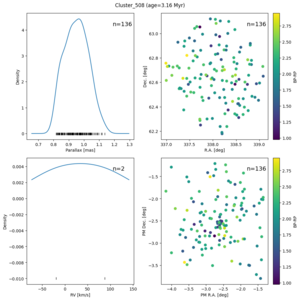 Cluster_508 (age=3.16 Myr)
n=136
Density
4
3
2
1
0
0.7 0.8 0.9 1.0 1.1 1.2 1.3
Parallax [mas]
n=136
Dec. [deg]
63.0
62.8
62.6
62.4
62.2
337.0 337.5 338.0 338.5 339.0 339.5
R.A. [deg]
BP-RP
2.75
2.50
2.25
2.00
1.75
1.50
1.25
1.00
n=2
Density
0.004
0.002
0.000
-0.002
-0.004
-0.006
-0.008
-0.010
-50 0 50 100 150
RV [km/s]
n=136
PM Dec. [deg]
-1.5
-2.0
-2.5
-3.0
-3.5
-4.0 -3.5 -3.0 -2.5 -2.0 -1.5
PM R.A. [deg]
BP-RP
2.75
2.50
2.25
2.00
1.75
1.50
1.25
1.00